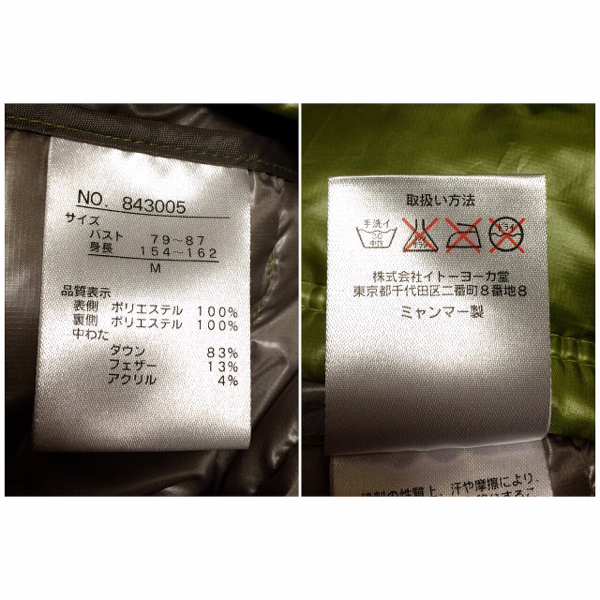 NO. 843005
サイズ
バスト 79～87
身長 154～162
M
品質表示
表側 ポリエステル 100%
裏側 ポリエステル 100%
中わた
ダウン 83%
フェザー 13%
アクリル 4%
取扱い方法
手洗イ
中性
株式会社イトーヨーカ堂
東京都千代田区二番町8番地8
ミャンマー製
の性質上、汗や摩擦により、